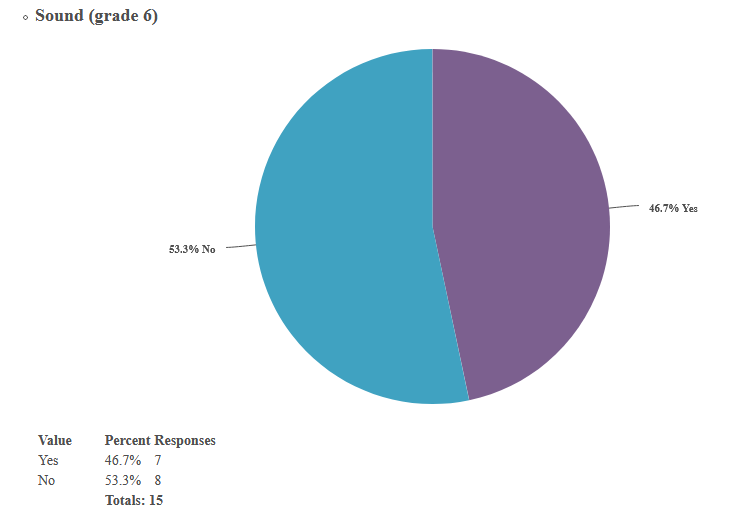 Sound (grade 6)
46.7% Yes
53.3% No
Value Percent Responses
Yes 46.7% 7
No 53.3% 8
Totals: 15